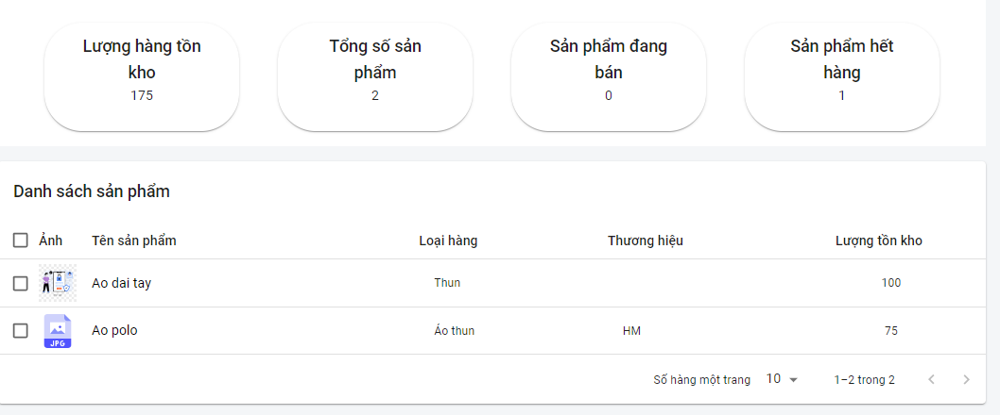 Lượng hàng tồn
kho
175
Tổng số sản
phẩm
2
Sản phẩm đang
bán
0
Sản phẩm hết
hàng
1
Danh sách sản phẩm
Ảnh Tên sản phẩm Loại hàng Thương hiệu Lượng tồn kho
Ao dai tay Thun 100
JPG Ao polo Áo thun HM 75
Số hàng một trang 10 1–2 trong 2